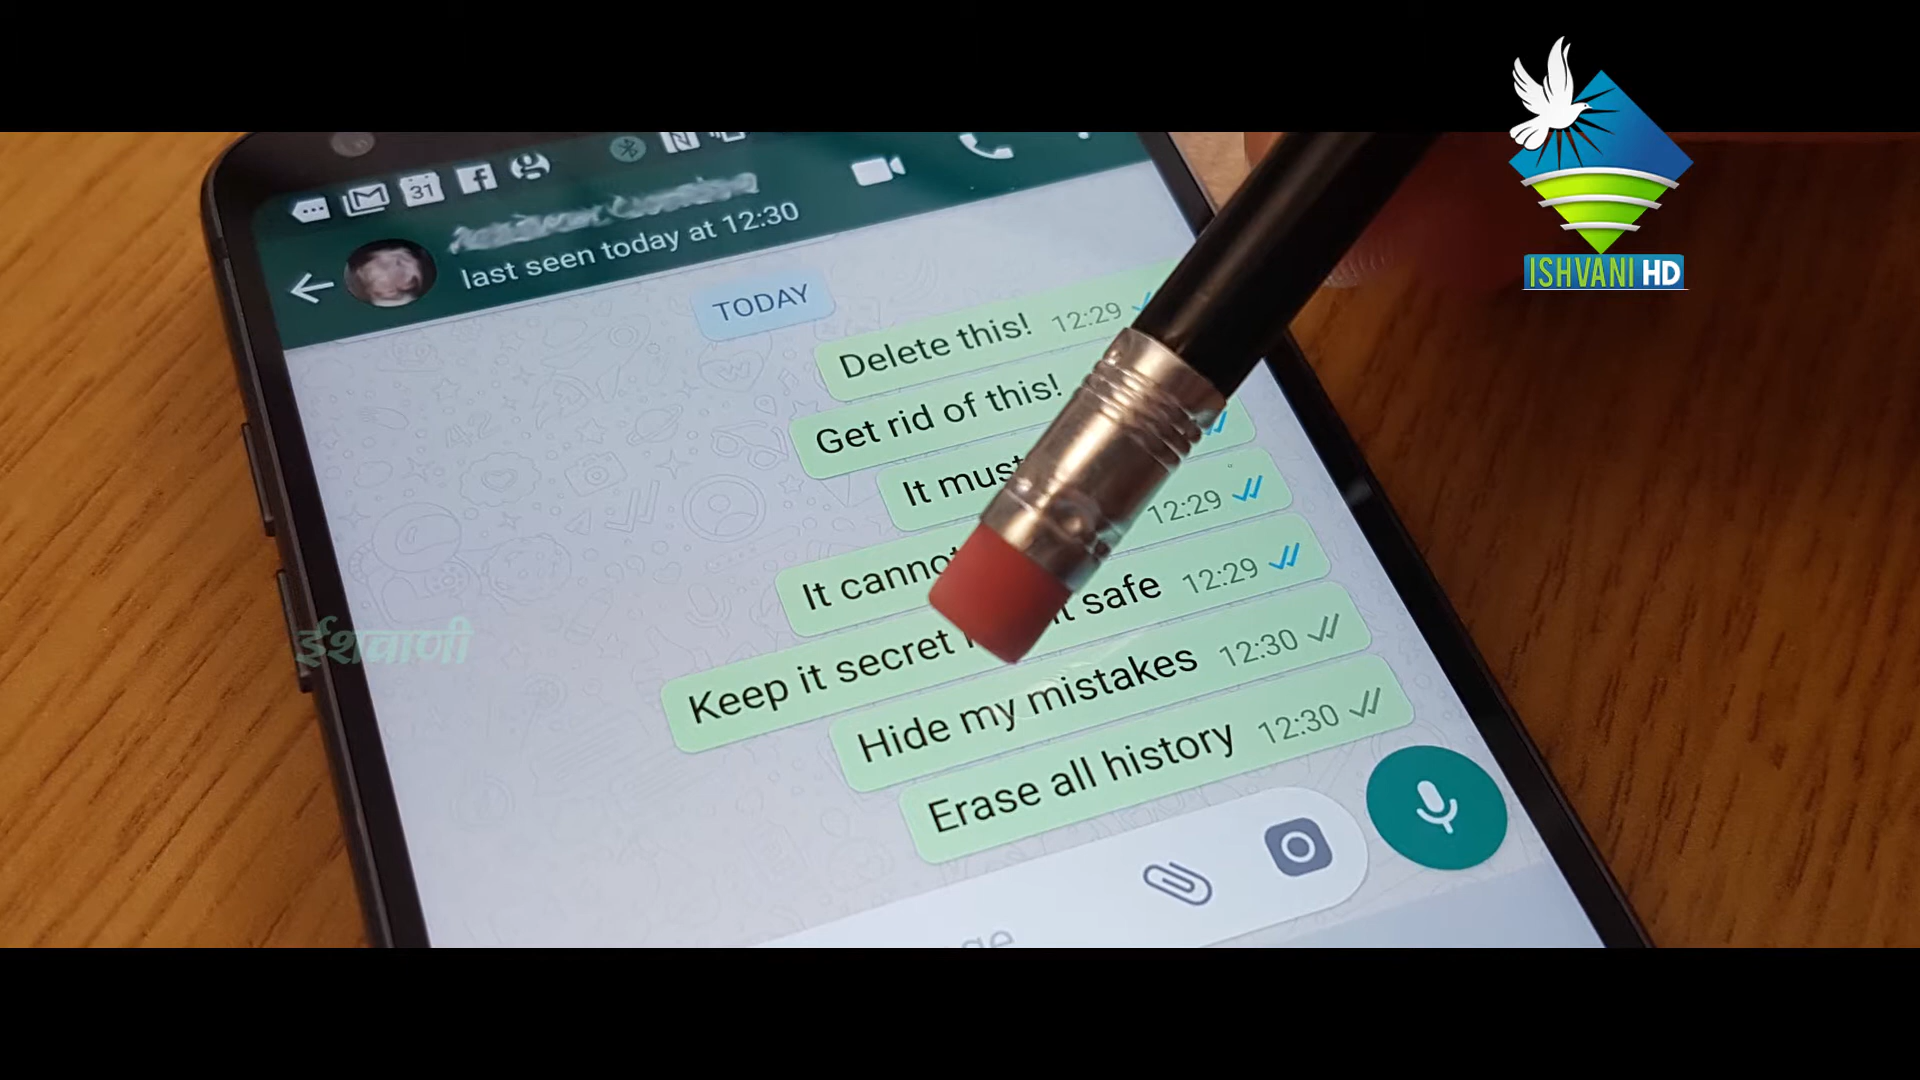 ISHVANI HD
31
last seen today at 12:30
TODAY
Delete this! 12:29
Get rid of this!
It must
It cannot 12:29
Keep it secret safe 12:29
Hide my mistakes 12:30
Erase all history 12:30
ईशवाणी